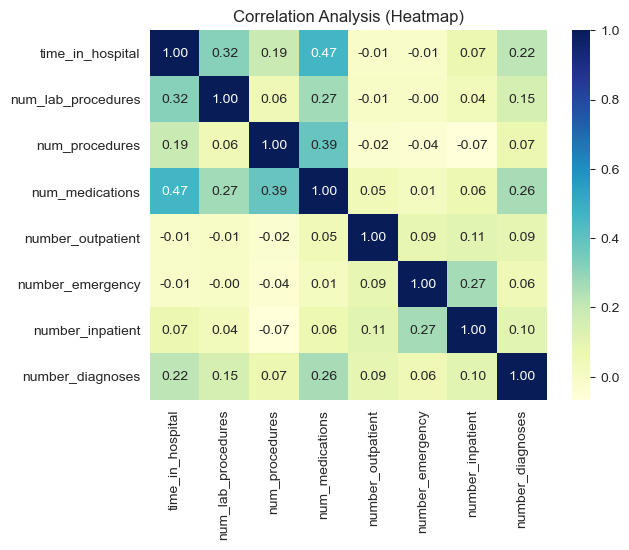 Correlation Analysis (Heatmap)
time_in_hospital 1.00 0.32 0.19 0.47 -0.01 -0.01 0.07 0.22
num_lab_procedures 0.32 1.00 0.06 0.27 -0.01 -0.00 0.04 0.15
num_procedures 0.19 0.06 1.00 0.39 -0.02 -0.04 -0.07 0.07
num_medications 0.47 0.27 0.39 1.00 0.05 0.01 0.06 0.26
number_outpatient -0.01 -0.01 -0.02 0.05 1.00 0.09 0.11 0.09
number_emergency -0.01 -0.00 -0.04 0.01 0.09 1.00 0.27 0.06
number_inpatient 0.07 0.04 -0.07 0.06 0.11 0.27 1.00 0.10
number_diagnoses 0.22 0.15 0.07 0.26 0.09 0.06 0.10 1.00
time_in_hospital
num_lab_procedures
num_procedures
num_medications
number_outpatient
number_emergency
number_inpatient
number_diagnoses
1.0
0.8
0.6
0.4
0.2
0.0